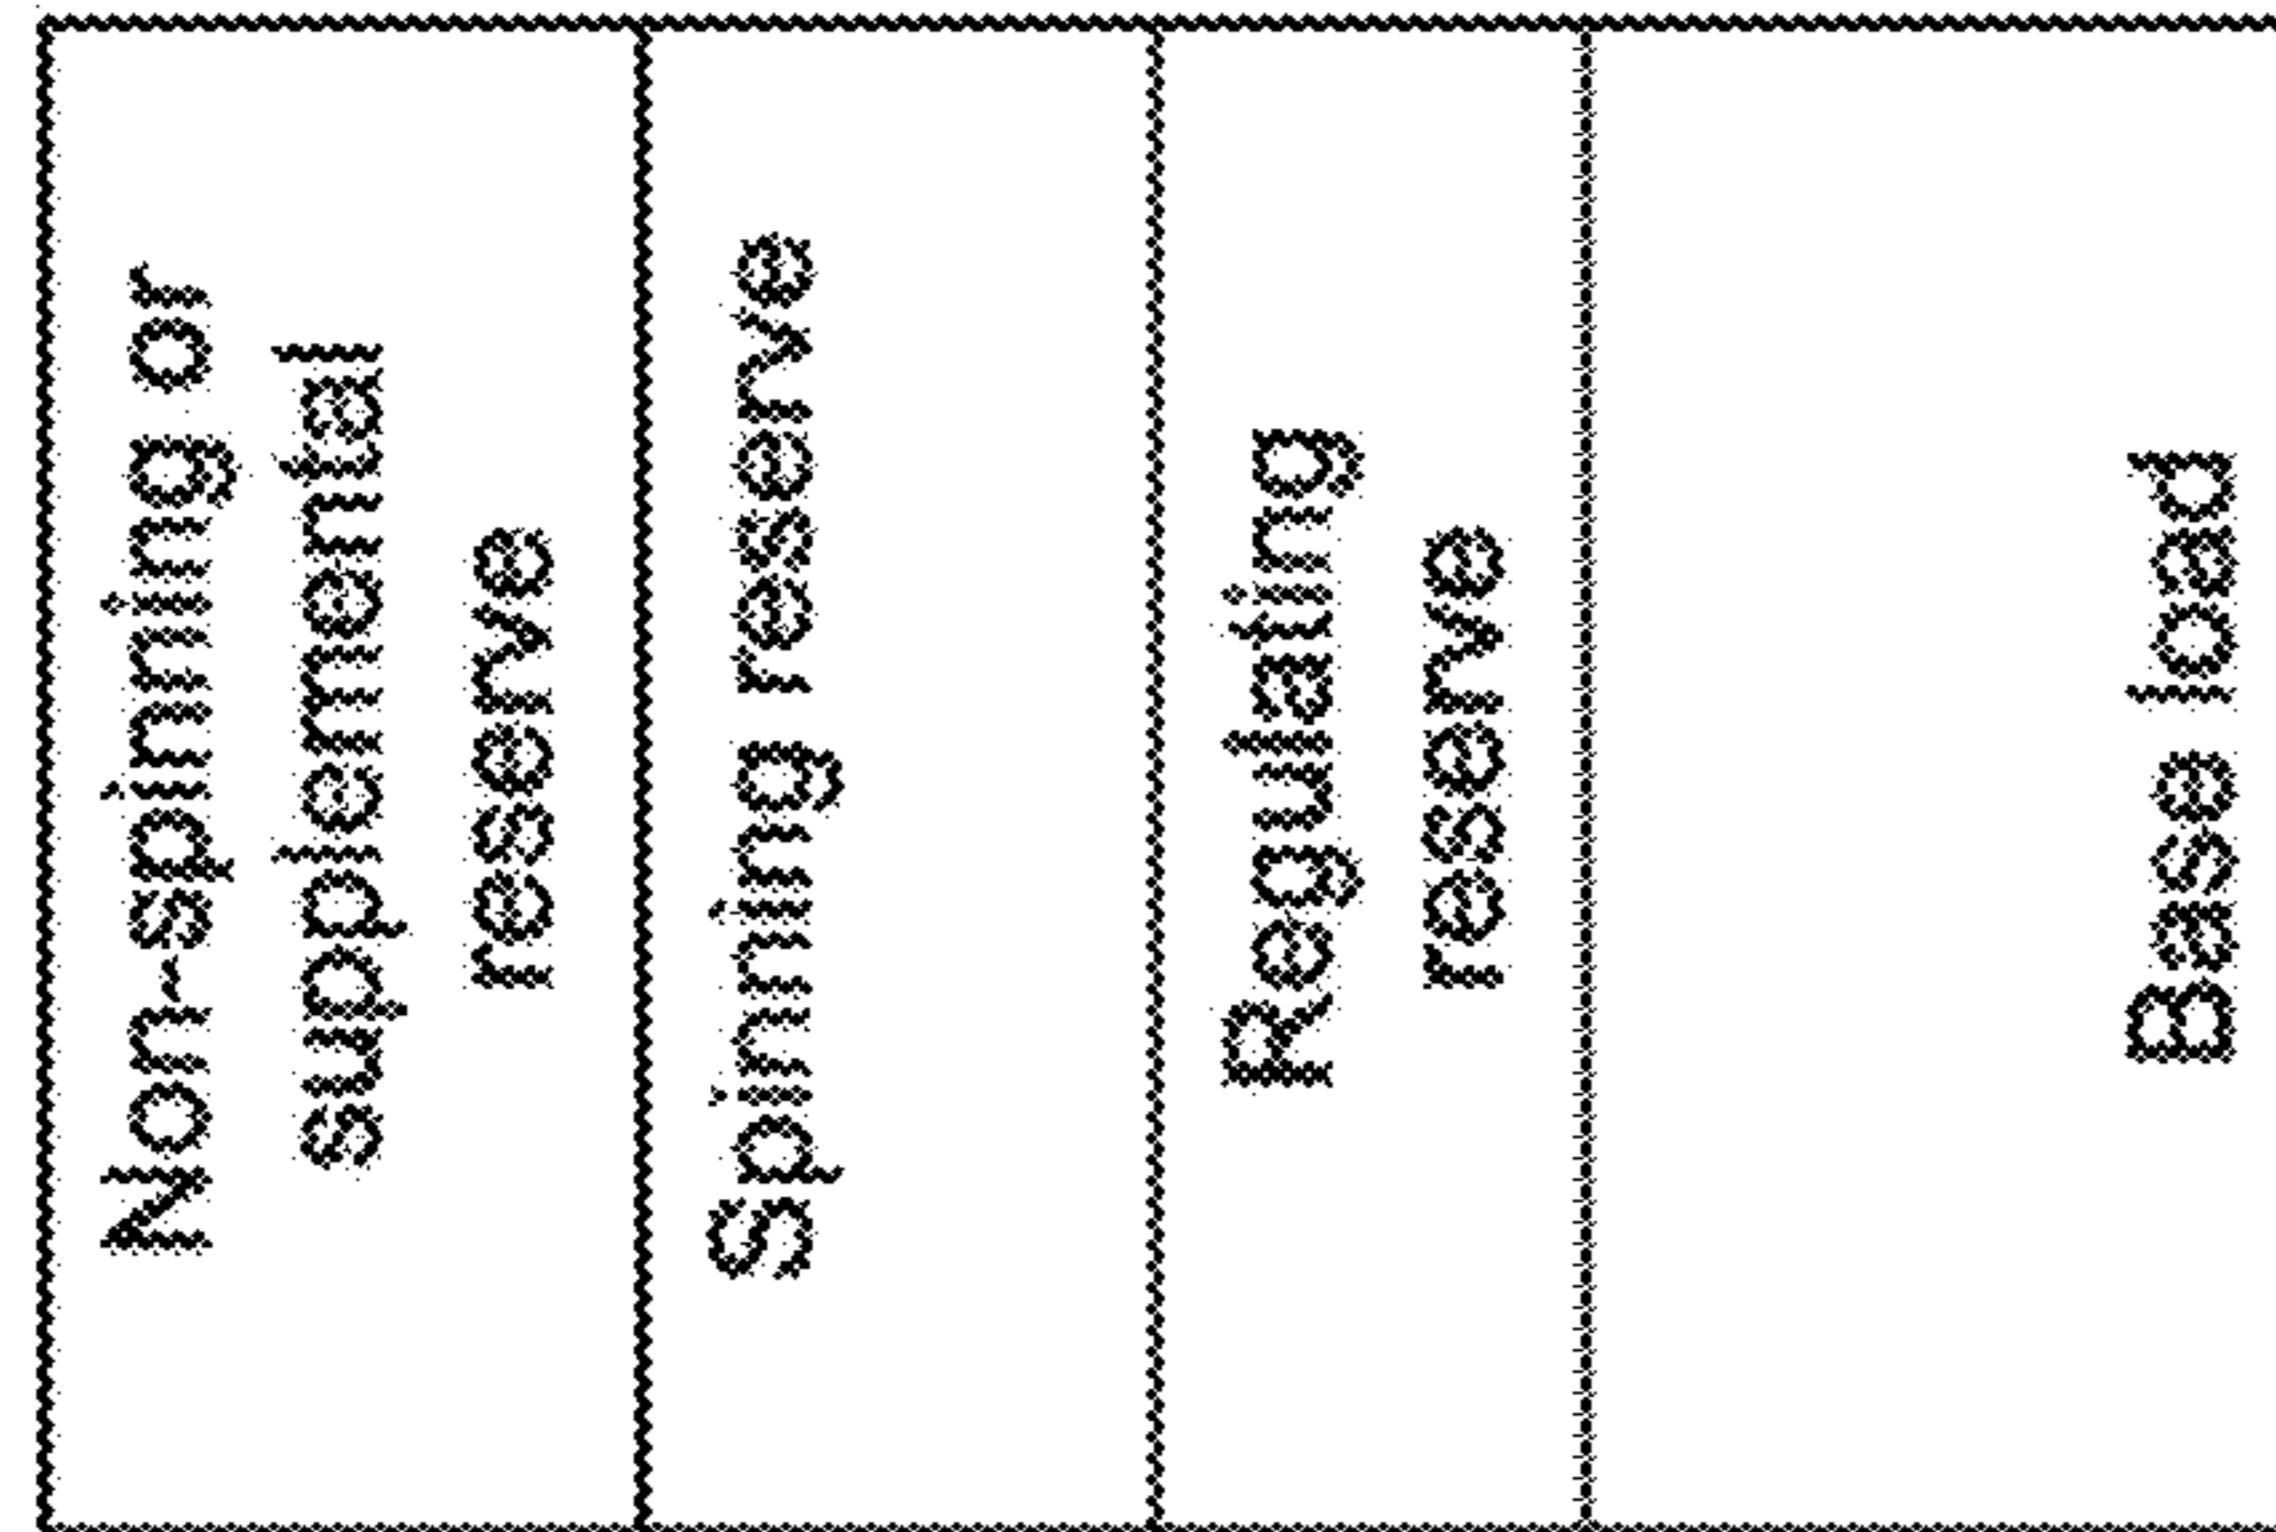 Non-spinning or
supplemental
reserve
Spinning reserve
Regulating
reserve
Base load